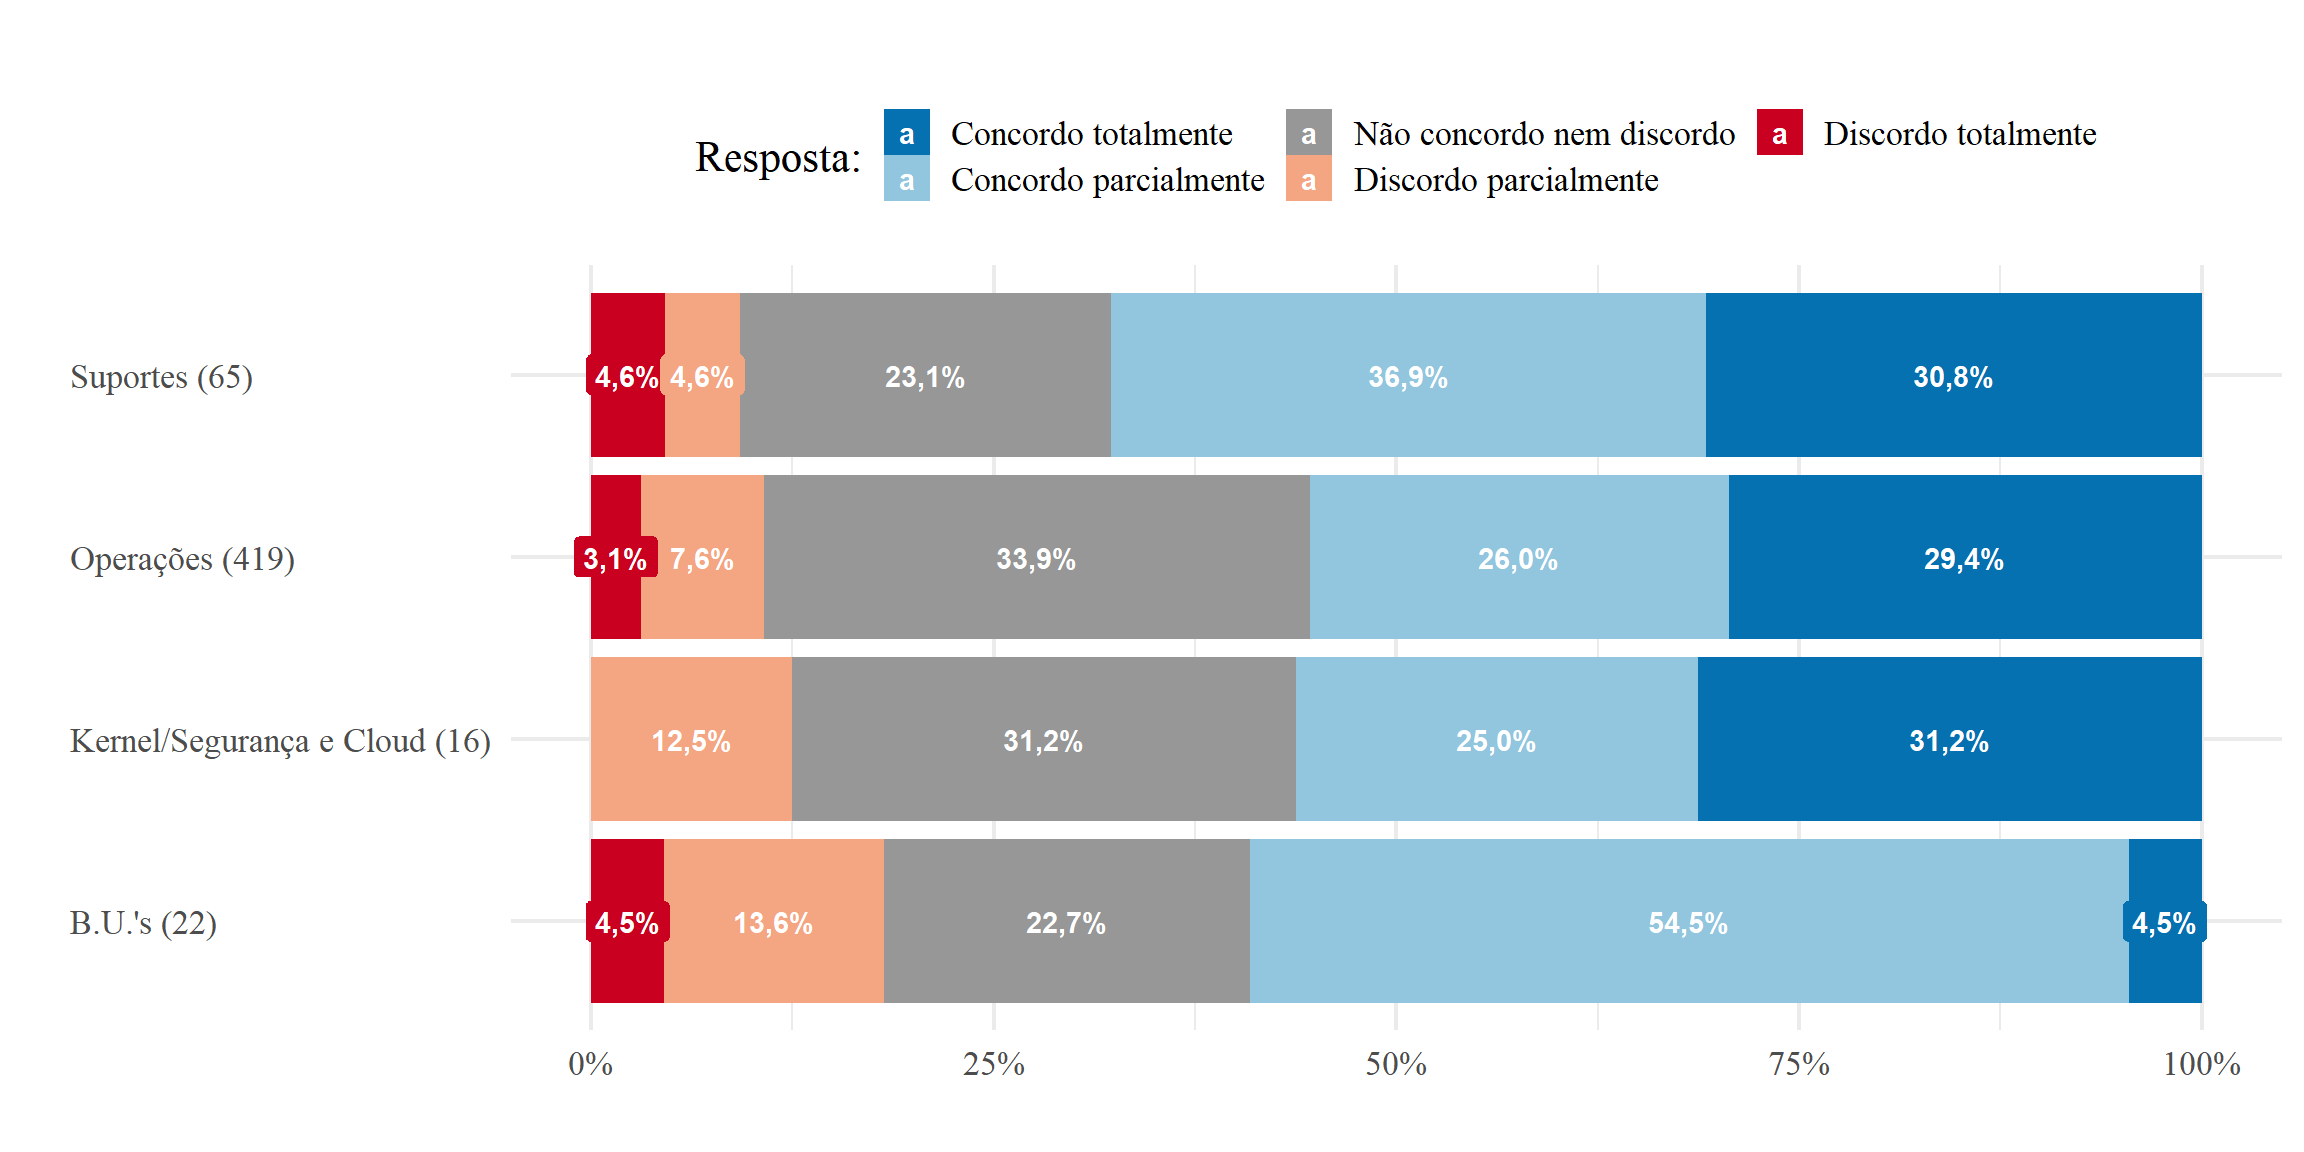 Resposta:
a Concordo totalmente a Não concordo nem discordo a Discordo totalmente
a Concordo parcialmente a Discordo parcialmente
Suportes (65) 4,6% 4,6% 23,1% 36,9% 30,8%
Operações (419) 3,1% 7,6% 33,9% 26,0% 29,4%
Kernel/Segurança e Cloud (16) 12,5% 31,2% 25,0% 31,2%
B.U.'s (22) 4,5% 13,6% 22,7% 54,5% 4,5%
0% 25% 50% 75% 100%